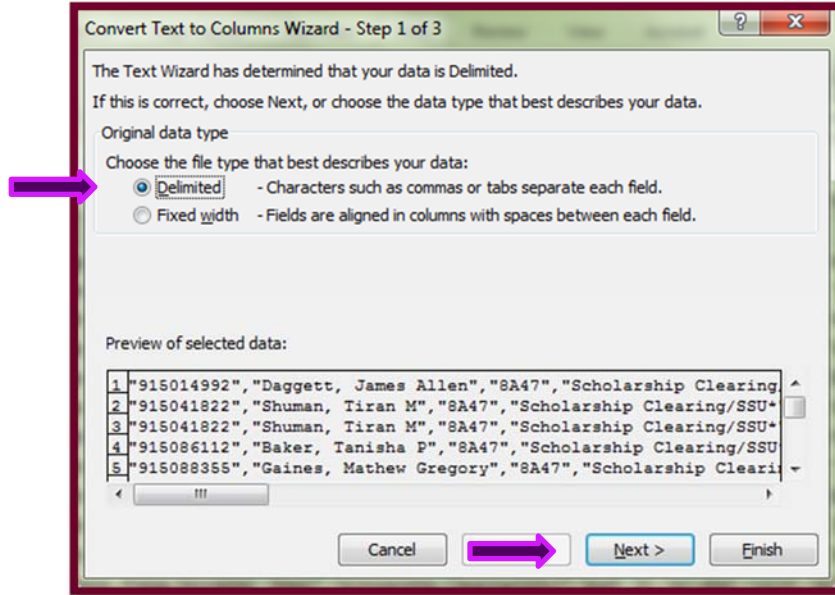 Convert Text to Columns Wizard - Step 1 of 3
? X
The Text Wizard has determined that your data is Delimited.
If this is correct, choose Next, or choose the data type that best describes your data.
Original data type
Choose the file type that best describes your data:
Delimited - Characters such as commas or tabs separate each field.
Fixed width - Fields are aligned in columns with spaces between each field.
Preview of selected data:
1 "915014992","Daggett, James Allen","8A47","Scholarship Clearing/
2 "915041822","Shuman, Tiran M","8A47","Scholarship Clearing/SSU*"
3 "915041822","Shuman, Tiran M","8A47","Scholarship Clearing/SSU*"
4 "915086112","Baker, Tanisha P","8A47","Scholarship Clearing/SSU
5 "915088355","Gaines, Mathew Gregory","8A47","Scholarship Cleari
Cancel Next > Finish